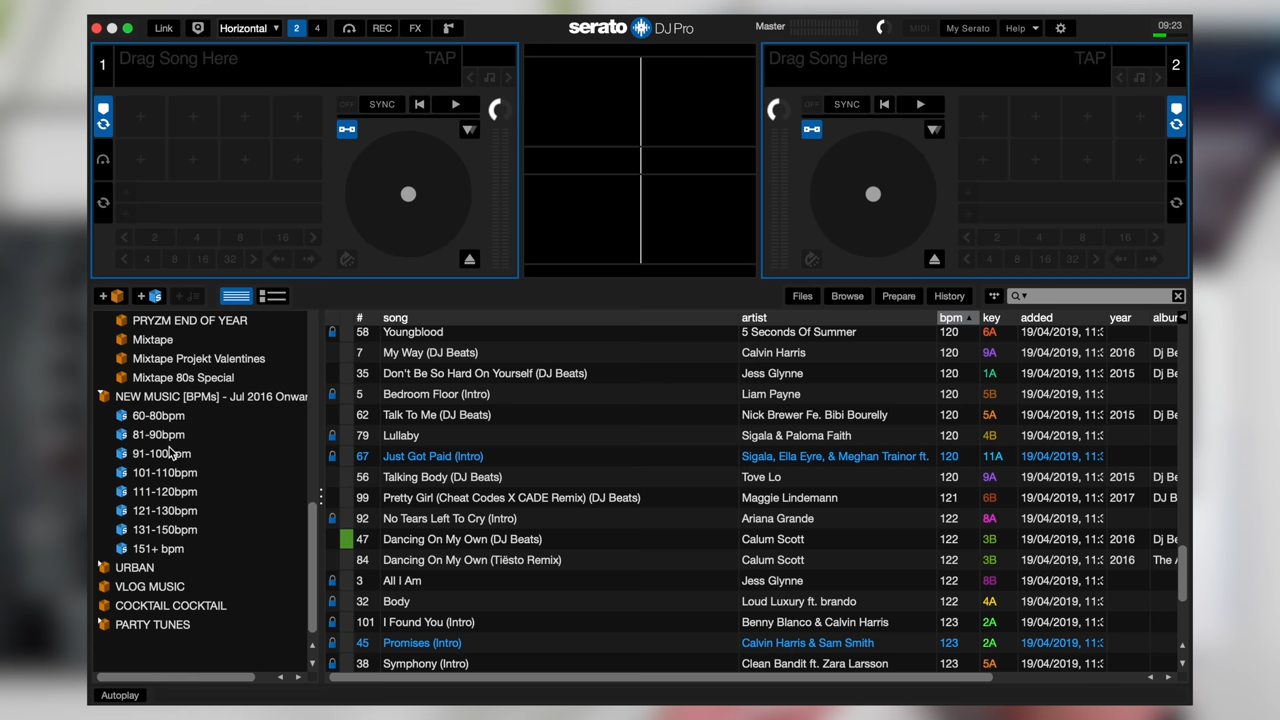 Link Horizontal ▼ 2 4 REC FX serato DJ Pro Master MIDI My Serato Help ▼ 09:23
1 Drag Song Here TAP
Drag Song Here TAP 2
OFF SYNC
OFF SYNC
2 4 8 16
2 4 8 16
4 8 16 32
4 8 16 32
Files Browse Prepare History
PRYZM END OF YEAR
Mixtape
Mixtape Projekt Valentines
Mixtape 80s Special
NEW MUSIC [BPMs] - Jul 2016 Onwar
60-80bpm
81-90bpm
91-100bpm
101-110bpm
111-120bpm
121-130bpm
131-150bpm
151+ bpm
URBAN
VLOG MUSIC
COCKTAIL COCKTAIL
PARTY TUNES
# song artist bpm key added year albur
58 Youngblood 5 Seconds Of Summer 120 6A 19/04/2019, 11:
7 My Way (DJ Beats) Calvin Harris 120 9A 19/04/2019, 11: 2016 Dj Be
35 Don't Be So Hard On Yourself (DJ Beats) Jess Glynne 120 1A 19/04/2019, 11: 2015 Dj Be
5 Bedroom Floor (Intro) Liam Payne 120 5B 19/04/2019, 11:
62 Talk To Me (DJ Beats) Nick Brewer Fe. Bibi Bourelly 120 5A 19/04/2019, 11: 2015 Dj Be
79 Lullaby Sigala & Paloma Faith 120 4B 19/04/2019, 11:
67 Just Got Paid (Intro) Sigala, Ella Eyre, & Meghan Trainor ft. 120 11A 19/04/2019, 11:
56 Talking Body (DJ Beats) Tove Lo 120 9A 19/04/2019, 11: 2015 Dj Be
99 Pretty Girl (Cheat Codes X CADE Remix) (DJ Beats) Maggie Lindemann 121 6B 19/04/2019, 11: 2017 DJ B
92 No Tears Left To Cry (Intro) Ariana Grande 122 8A 19/04/2019, 11:
47 Dancing On My Own (DJ Beats) Calum Scott 122 3B 19/04/2019, 11: 2016 Dj Be
84 Dancing On My Own (Tiësto Remix) Calum Scott 122 3B 19/04/2019, 11: 2016 The
3 All I Am Jess Glynne 122 8B 19/04/2019, 11:
32 Body Loud Luxury ft. brando 122 4A 19/04/2019, 11:
101 I Found You (Intro) Benny Blanco & Calvin Harris 123 2A 19/04/2019, 11:
45 Promises (Intro) Calvin Harris & Sam Smith 123 2A 19/04/2019, 11:
38 Symphony (Intro) Clean Bandit ft. Zara Larsson 123 5A 19/04/2019, 11:
Autoplay